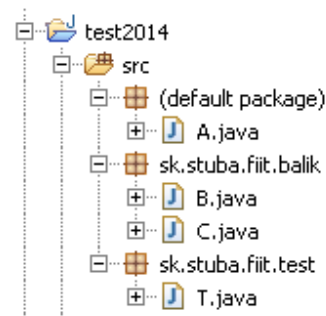 test2014
src
(default package)
A.java
sk.stuba.fiit.balik
B.java
C.java
sk.stuba.fiit.test
T.java